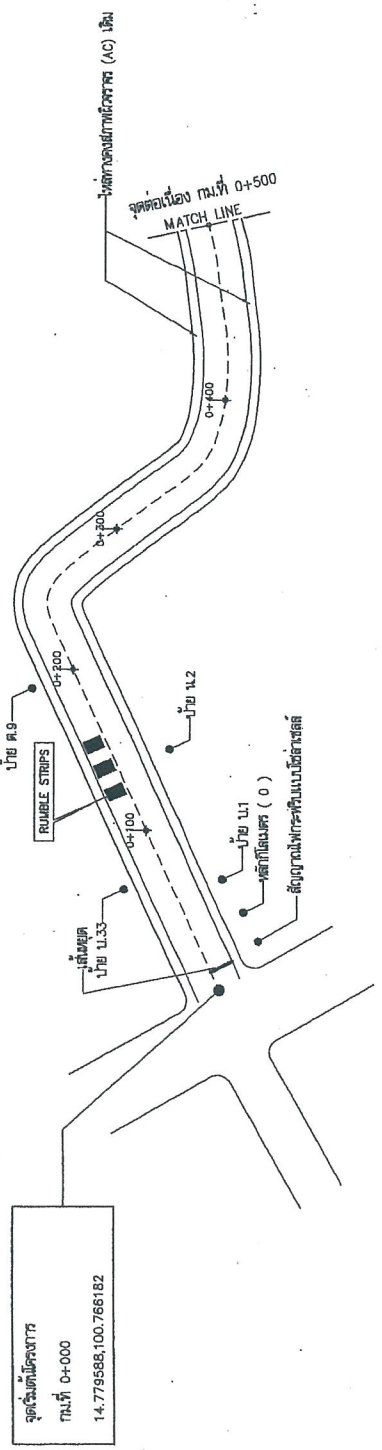 จุดเริ่มต้นโครงการ
กม.ที่ 0+000
14.779588,100.766182
เส้นหยุด
ป้าย บ.33
RUMBLE STRIPS
ป้าย ต.9
0+100
0+200
0+300
0+400
ป้าย น.2
ป้าย บ.1
หลักกิโลเมตร ( 0 )
สัญญาณไฟกระพริบแบบโซล่าเซลล์
จุดต่อเนื่อง กม.ที่ 0+500
MATCH LINE
ไหล่ทางคงสภาพผิวจราจร (AC) เดิม